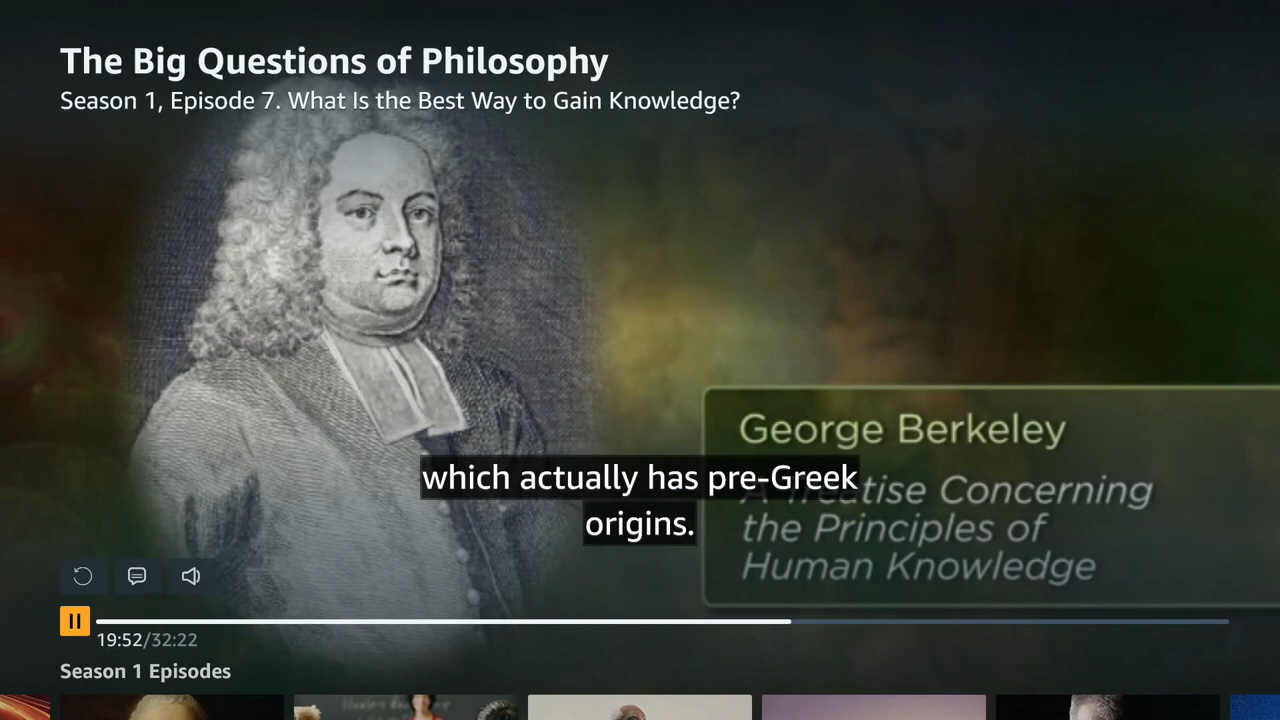 The Big Questions of Philosophy
Season 1, Episode 7. What Is the Best Way to Gain Knowledge?
George Berkeley
A Treatise Concerning
the Principles of
Human Knowledge
which actually has pre-Greek
origins.
19:52/32:22
Season 1 Episodes